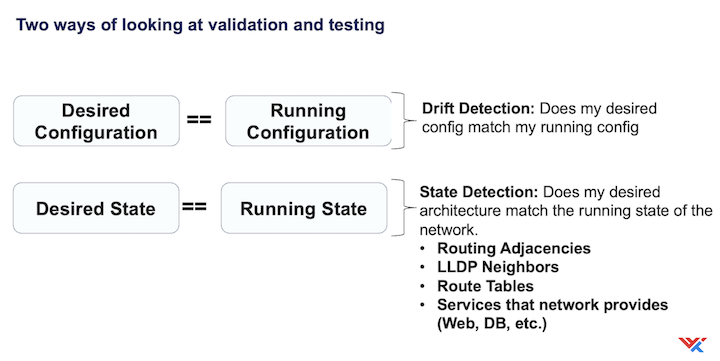 Two ways of looking at validation and testing
Desired
Configuration
==
Running
Configuration
Drift Detection: Does my desired
config match my running config
Desired State
==
Running State
State Detection: Does my desired
architecture match the running state of the
network.
• Routing Adjacencies
• LLDP Neighbors
• Route Tables
• Services that network provides
(Web, DB, etc.)